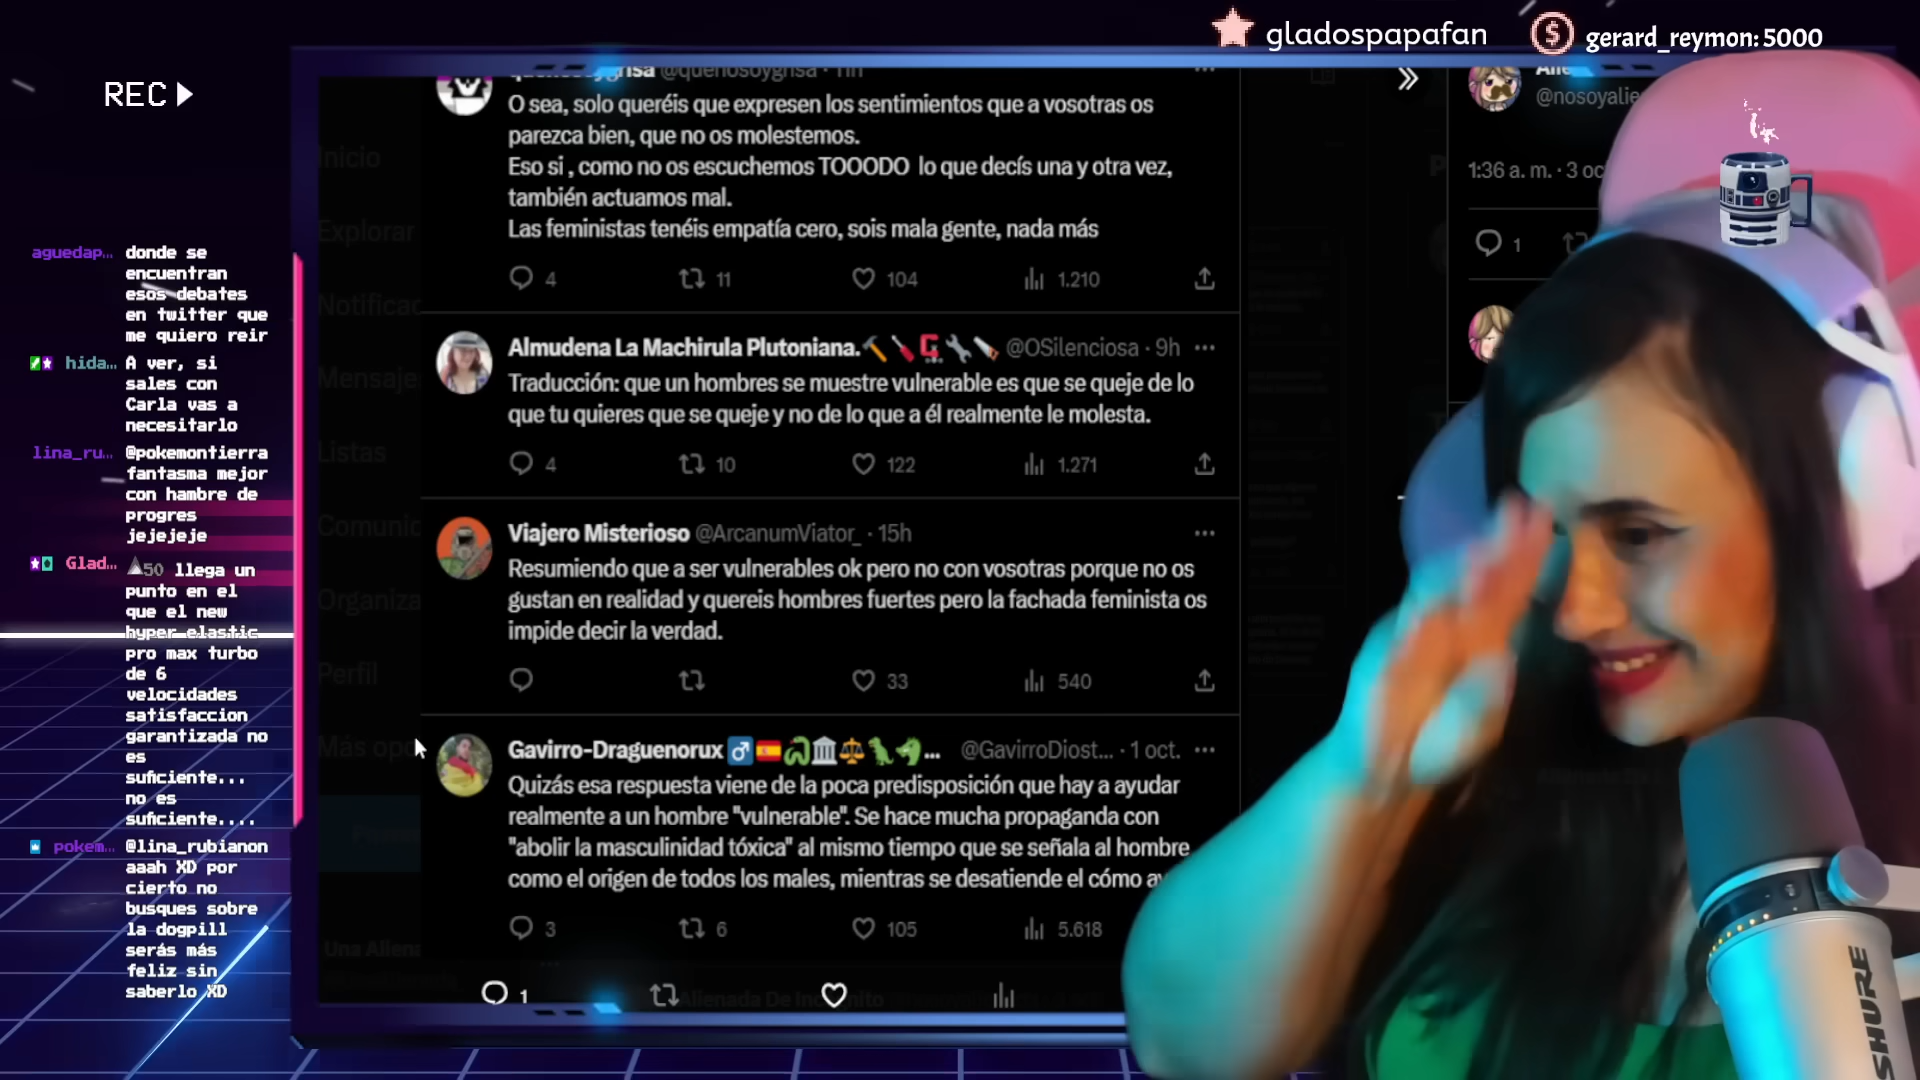 gladospapafan
gerard_reymon: 5000
REC
aguedap... donde se
encuentran
esos debates
en twitter que
me quiero reir
hida... A ver, si
sales con
Carla vas a
necesitarlo
lina_ru... @pokemontierra
fantasma mejor
con hambre de
progres
jejejeje
Glad... 50 llega un
punto en el
que el new
hyper elastic
pro max turbo
de 6
velocidades
satisfaccion
garantizada no
es
suficiente...
no es
suficiente....
pokem... @lina_rubianon
aaah XD por
cierto no
busques sobre
la dogpill
serás más
feliz sin
saberlo XD
Inicio
Explorar
Notificac
Mensaje
Listas
Comunic
Organiza
Perfil
Más opc
@quenosoygrisa · 11h
O sea, solo queréis que expresen los sentimientos que a vosotras os
parezca bien, que no os molestemos.
Eso si , como no os escuchemos TOOODO lo que decís una y otra vez,
también actuamos mal.
Las feministas tenéis empatía cero, sois mala gente, nada más
4 11 104 1.210
Almudena La Machirula Plutoniana. @OSilenciosa · 9h
Traducción: que un hombres se muestre vulnerable es que se queje de lo
que tu quieres que se queje y no de lo que a él realmente le molesta.
4 10 122 1.271
Viajero Misterioso @ArcanumViator_ · 15h
Resumiendo que a ser vulnerables ok pero no con vosotras porque no os
gustan en realidad y quereis hombres fuertes pero la fachada feminista os
impide decir la verdad.
33 540
Gavirro-Draguenorux ... @GavirroDiost... · 1 oct.
Quizás esa respuesta viene de la poca predisposición que hay a ayudar
realmente a un hombre "vulnerable". Se hace mucha propaganda con
"abolir la masculinidad tóxica" al mismo tiempo que se señala al hombre
como el origen de todos los males, mientras se desatiende el cómo
3 6 105 5.618
1
@nosoyalie
1:36 a. m. · 3 oc
1
SHURE